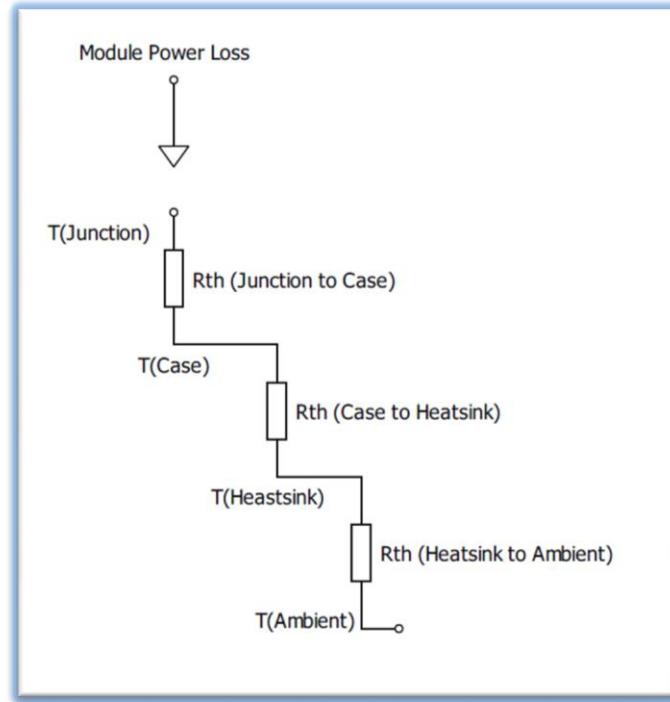 Module Power Loss
T(Junction)
Rth (Junction to Case)
T(Case)
Rth (Case to Heatsink)
T(Heastsink)
Rth (Heatsink to Ambient)
T(Ambient)